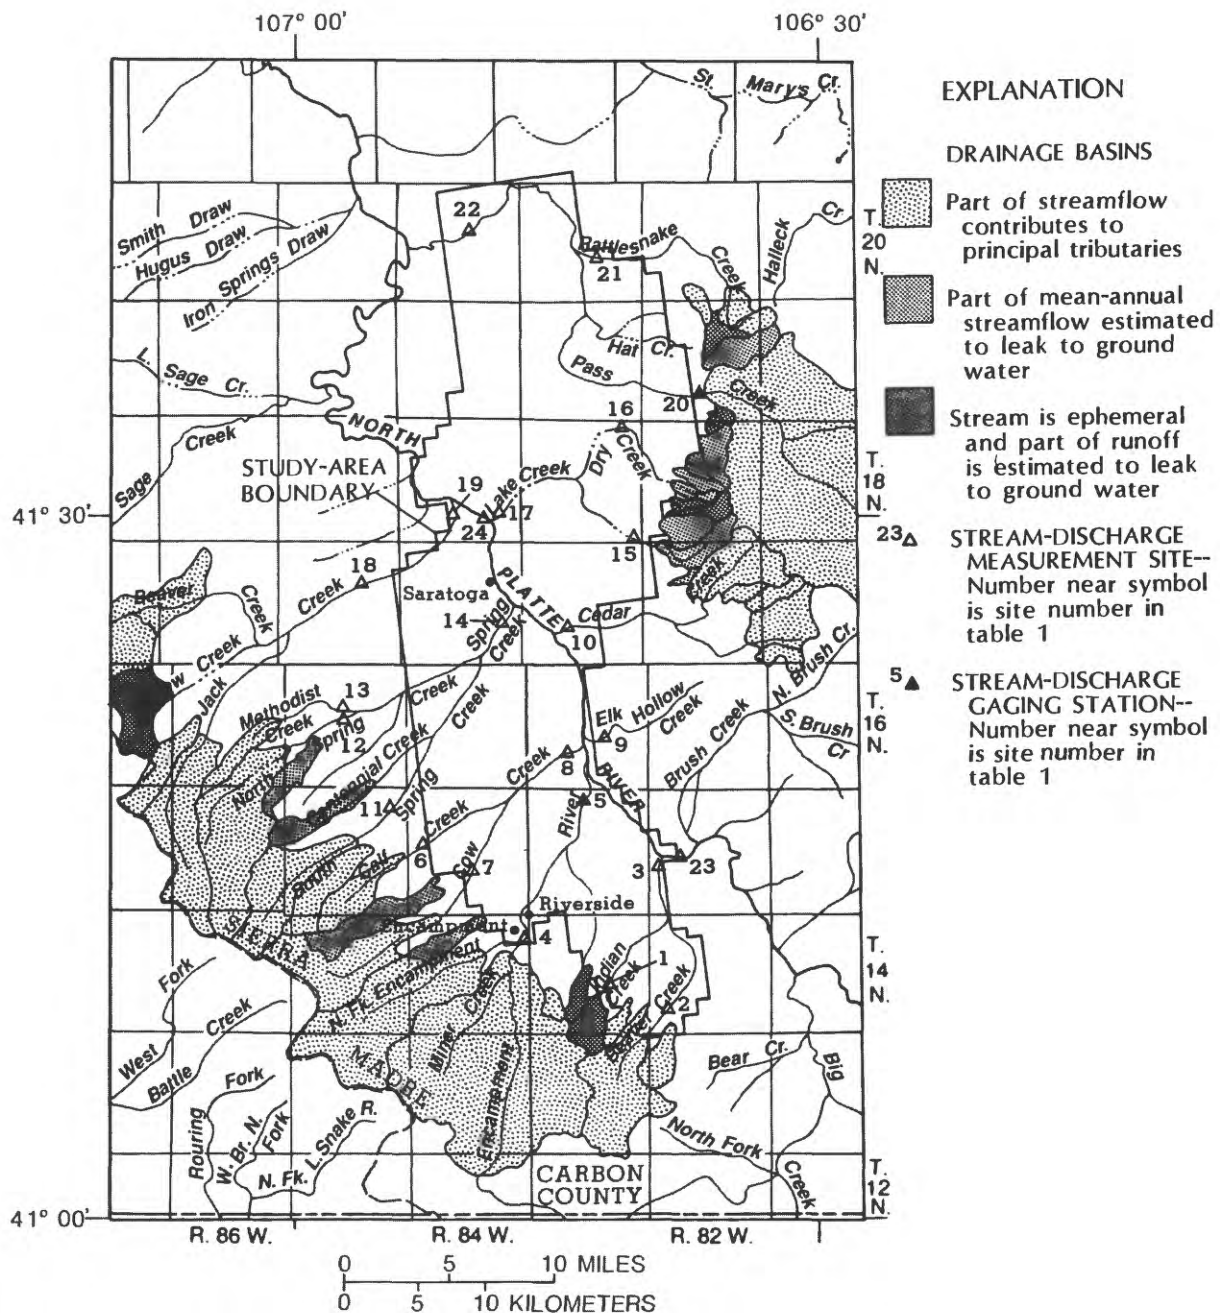 107° 00'
106° 30'
St. Mary's Cr.
EXPLANATION
DRAINAGE BASINS
Part of streamflow
contributes to
principal tributaries
Part of mean-annual
streamflow estimated
to leak to ground
water
Stream is ephemeral
and part of runoff
is estimated to leak
to ground water
23 STREAM-DISCHARGE
MEASUREMENT SITE--
Number near symbol
is site number in
table 1
5 STREAM-DISCHARGE
GAGING STATION--
Number near symbol
is site number in
table 1
T.
20
N.
T.
18
N.
T.
16
N.
T.
14
N.
T.
12
N.
Smith Draw
Hugus Draw
Iron Springs Draw
22
Rattlesnake Creek
21
Halleck Cr
L. Sage Cr.
Hat Cr.
Pass Creek
20
16
Sage Creek
NORTH
STUDY-AREA
BOUNDARY
19
Lake Creek
Dry Creek
24
17
15
41° 30'
18
Creek
Saratoga
PLATTE
14
Spring Creek
Cedar
Creek
10
Beaver Creek
w Creek
Jack
Methodist Creek
13
North Spring Creek
12
Centennial Creek
11
Spring Creek
South
Elk Hollow Creek
9
8
N. Brush Cr.
S. Brush Cr
Brush Creek
RIVER
5
River
Calf Creek
6
Cow Creek
7
3
23
Riverside
Encampment
4
SIERRA
MADRE
N. Fk. Encampment
Miner Creek
Encampment
Indian Creek
1
Beaver Creek
2
West Fork
Battle Creek
Bear Cr.
Big
Creek
North Fork
Rouring Fork
W. Br. N. Fork
N. Fk. L. Snake R.
CARBON
COUNTY
41° 00'
R. 86 W.
R. 84 W.
R. 82 W.
0 5 10 MILES
0 5 10 KILOMETERS